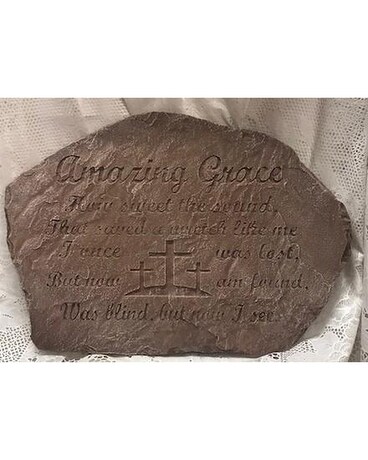 Amazing Grace
How sweet the sound,
That saved a wretch like me
I once was lost,
But now am found,
Was blind, but now I see.